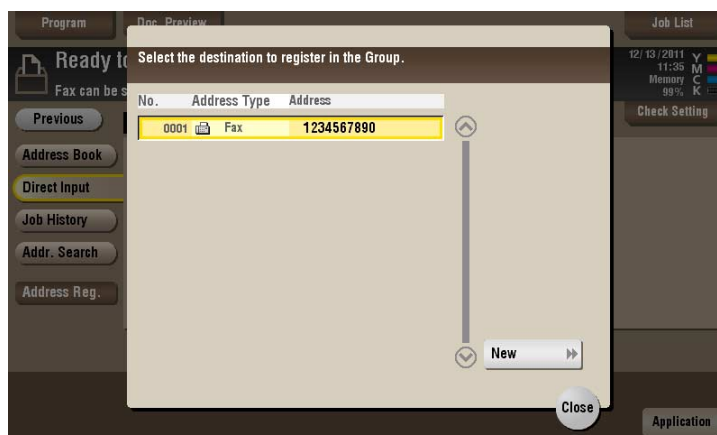 Program
Doc. Preview
Job List
Ready to
Fax can be s
12/13/2011
11:35
Memory
99%
Y
M
C
K
Previous
Check Setting
Select the destination to register in the Group.
No. Address Type Address
0001 Fax 1234567890
Address Book
Direct Input
Job History
Addr. Search
Address Reg.
New
Close
Application